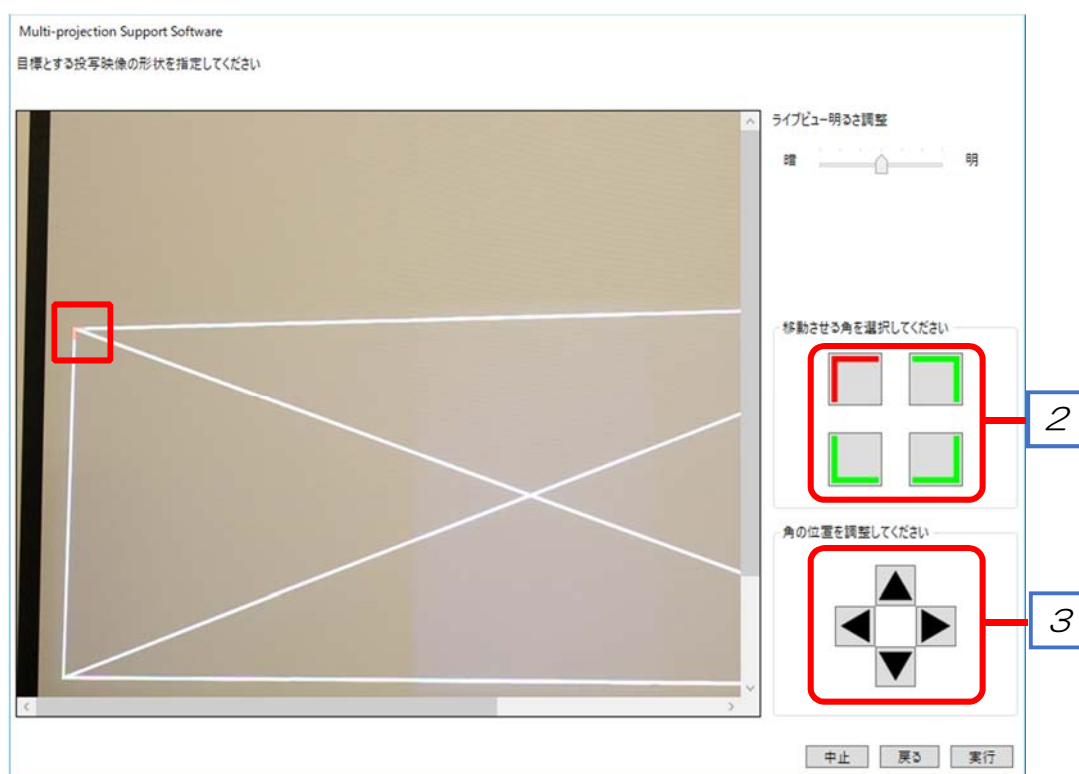 Multi-projection Support Software
目標とする投写映像の形状を指定してください
ライブビュー明るさ調整
暗 明
移動させる角を選択してください
2
角の位置を調整してください
3
中止 戻る 実行